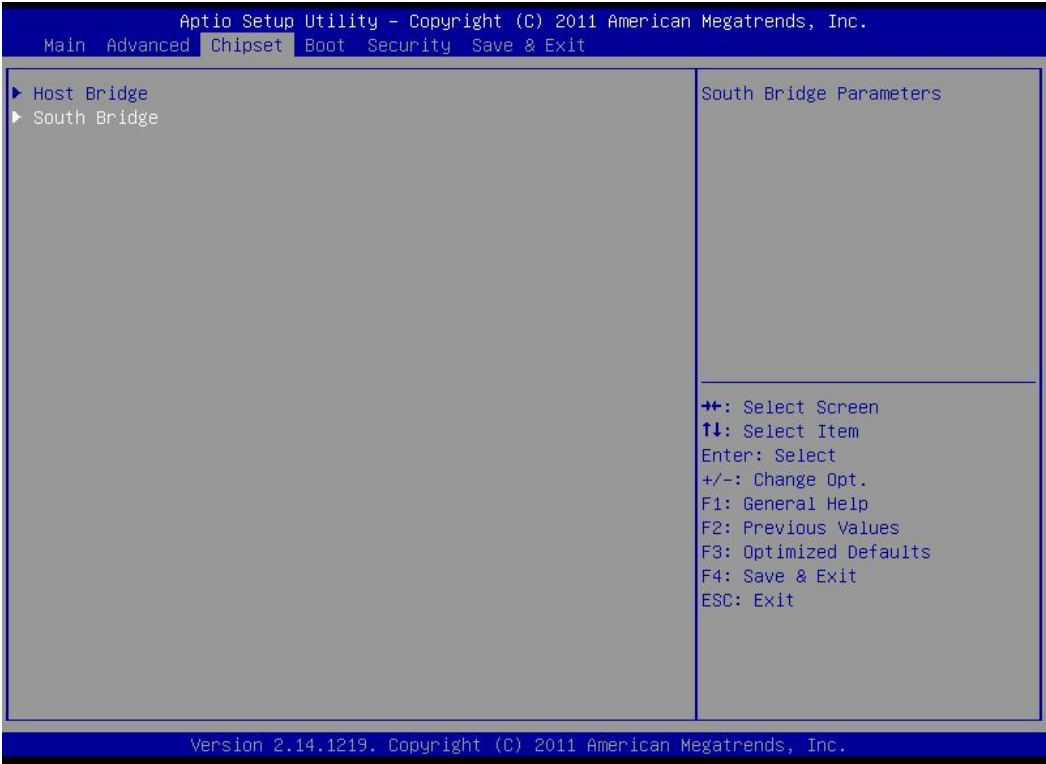 Aptio Setup Utility – Copyright (C) 2011 American Megatrends, Inc.
Main Advanced Chipset Boot Security Save & Exit
▶ Host Bridge
▶ South Bridge
South Bridge Parameters
→←: Select Screen
↑↓: Select Item
Enter: Select
+/-: Change Opt.
F1: General Help
F2: Previous Values
F3: Optimized Defaults
F4: Save & Exit
ESC: Exit
Version 2.14.1219. Copyright (C) 2011 American Megatrends, Inc.